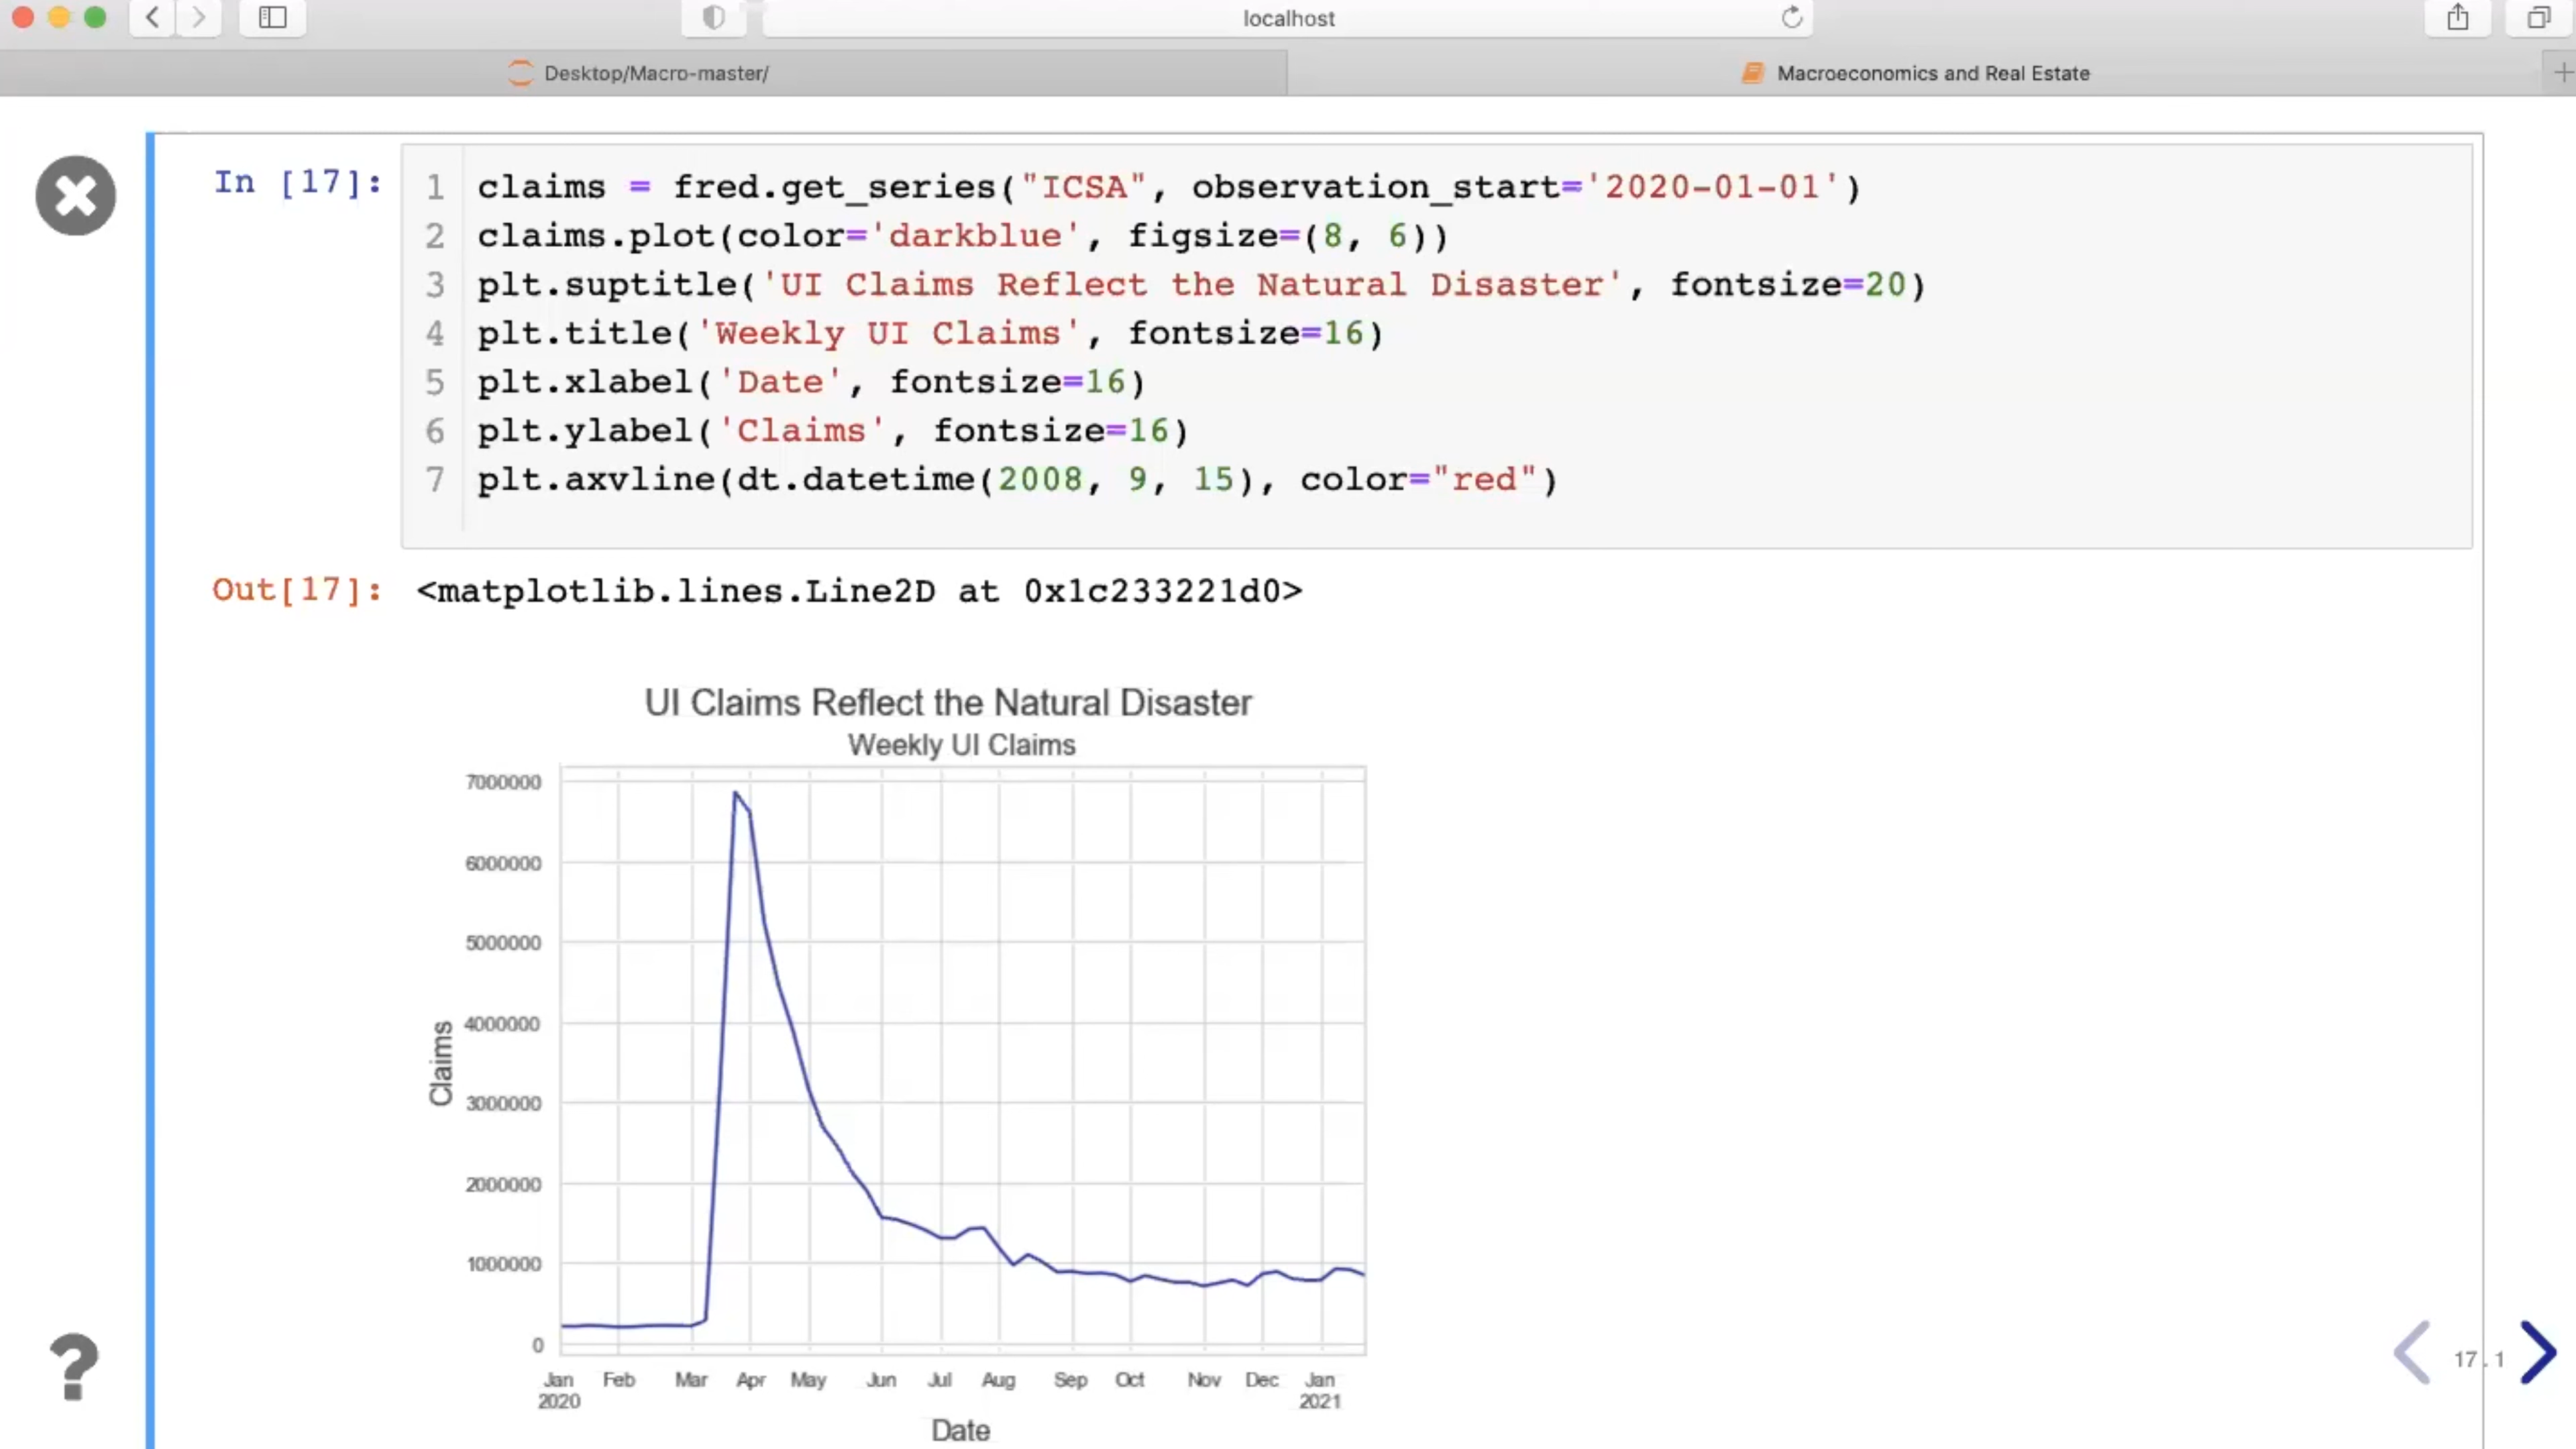 localhost
Desktop/Macro-master/
Macroeconomics and Real Estate
In [17]:
1 claims = fred.get_series("ICSA", observation_start='2020-01-01')
2 claims.plot(color='darkblue', figsize=(8, 6))
3 plt.suptitle('UI Claims Reflect the Natural Disaster', fontsize=20)
4 plt.title('Weekly UI Claims', fontsize=16)
5 plt.xlabel('Date', fontsize=16)
6 plt.ylabel('Claims', fontsize=16)
7 plt.axvline(dt.datetime(2008, 9, 15), color="red")
Out[17]: <matplotlib.lines.Line2D at 0x1c233221d0>
UI Claims Reflect the Natural Disaster
Weekly UI Claims
7000000
6000000
5000000
4000000
3000000
2000000
1000000
0
Claims
Jan Feb Mar Apr May Jun Jul Aug Sep Oct Nov Dec Jan
2020 2021
Date
?
17.1